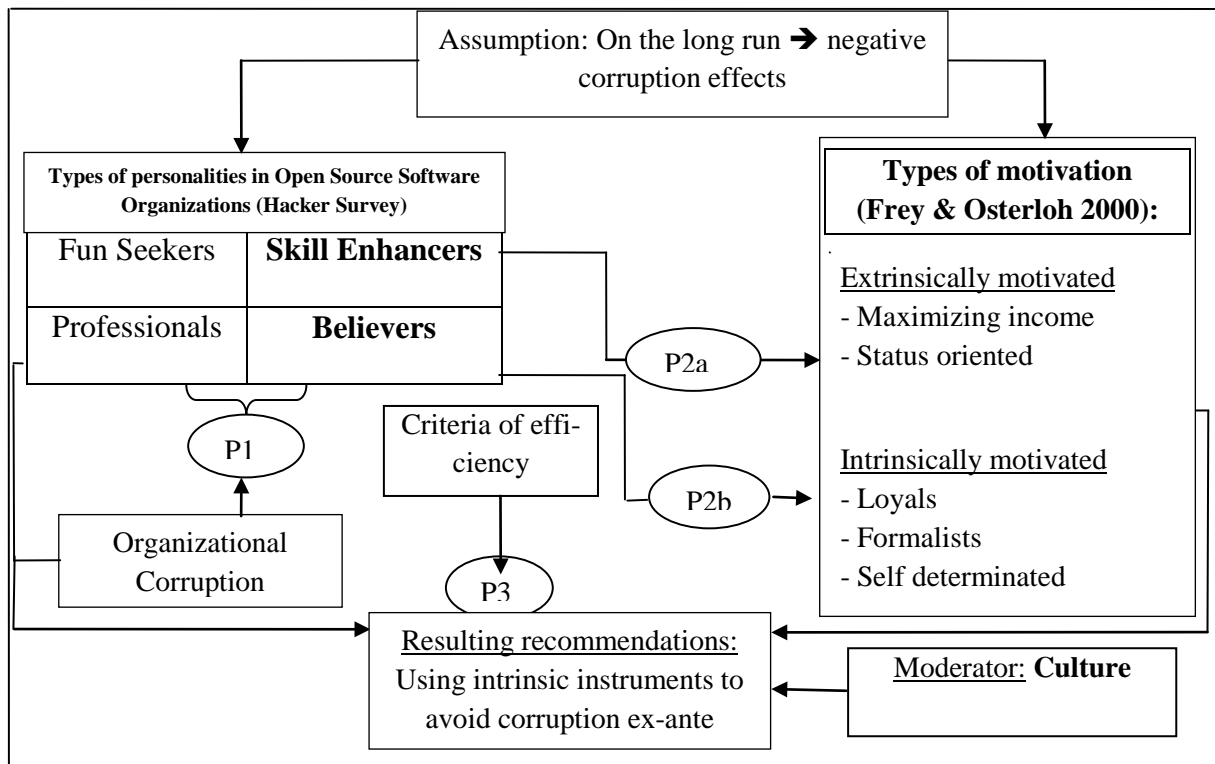 Assumption: On the long run ➔ negative
corruption effects
Types of personalities in Open Source Software
Organizations (Hacker Survey)
Fun Seekers
Skill Enhancers
Professionals
Believers
Types of motivation
(Frey & Osterloh 2000):
.
Extrinsically motivated
- Maximizing income
- Status oriented
Intrinsically motivated
- Loyals
- Formalists
- Self determinated
P2a
P1
Criteria of effi-
ciency
P2b
Organizational
Corruption
P3
Resulting recommendations:
Using intrinsic instruments to
avoid corruption ex-ante
Moderator: Culture